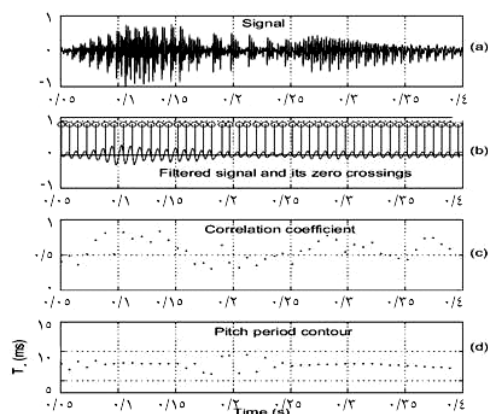 Signal
١
٠
-١
(a)
٠/٠٥ ٠/١ ٠/١٥ ٠/٢ ٠/٢٥ ٠/٣ ٠/٣٥ ٠/٤
١
٠
-١
(b)
Filtered signal and its zero crossings
٠/٠٥ ٠/١ ٠/١٥ ٠/٢ ٠/٢٥ ٠/٣ ٠/٣٥ ٠/٤
Correlation coefficient
١
٠/٥
٠
(c)
٠/٠٥ ٠/١ ٠/١٥ ٠/٢ ٠/٢٥ ٠/٣ ٠/٣٥ ٠/٤
Pitch period contour
١٥
١٠
٥
(ms)
(d)
٠/٠٥ ٠/١ ٠/١٥ ٠/٢ ٠/٢٥ ٠/٣ ٠/٣٥ ٠/٤
Time (s)